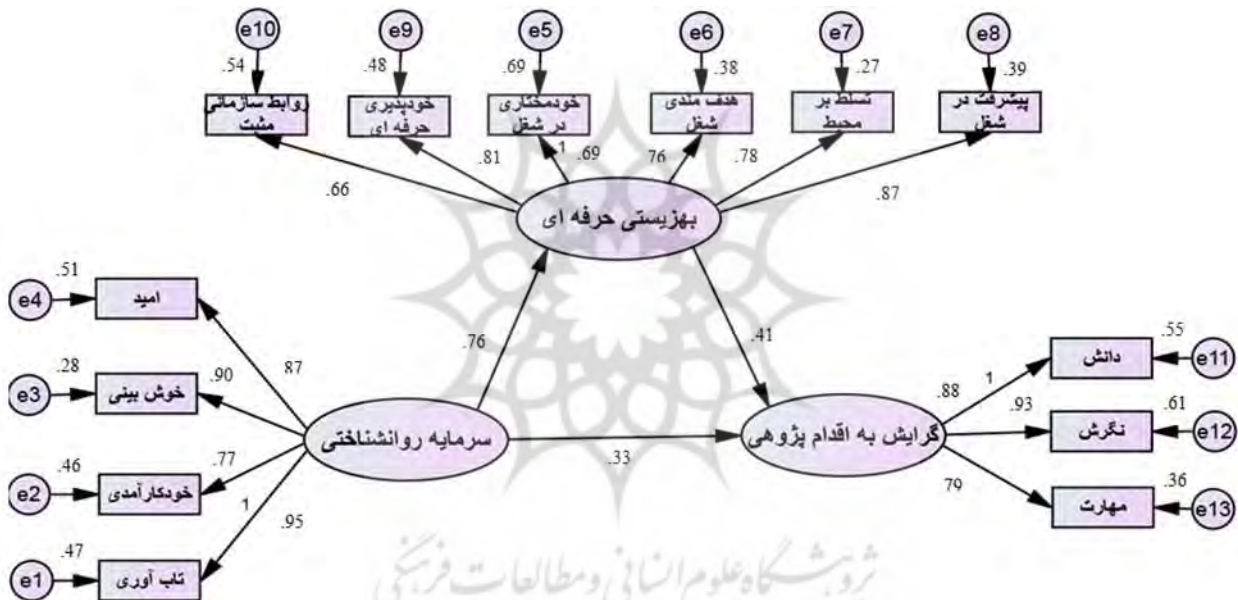 e10
e9
e5
e6
e7
e8
.54
.48
.69
.38
.27
.39
روابط سازمانی
مثبت
خودپذیری
حرفه ای
خودمختاری
در شغل
هدف مندی
شغل
تسلط بر
محیط
پیشرفت در
شغل
.66
.81
1
.69
76
.78
.87
بهزیستی حرفه ای
e4
.51
امید
e3
.28
خوش بینی
e2
.46
خودکارآمدی
e1
.47
تاب آوری
87
.90
.77
1
.95
سرمایه روانشناختی
.76
.41
.33
گرایش به اقدام پژوهی
.88
1
.93
79
دانش
.55
e11
نگرش
.61
e12
مهارت
.36
e13
پژوهشگاه علوم انسانی و مطالعات فرهنگی